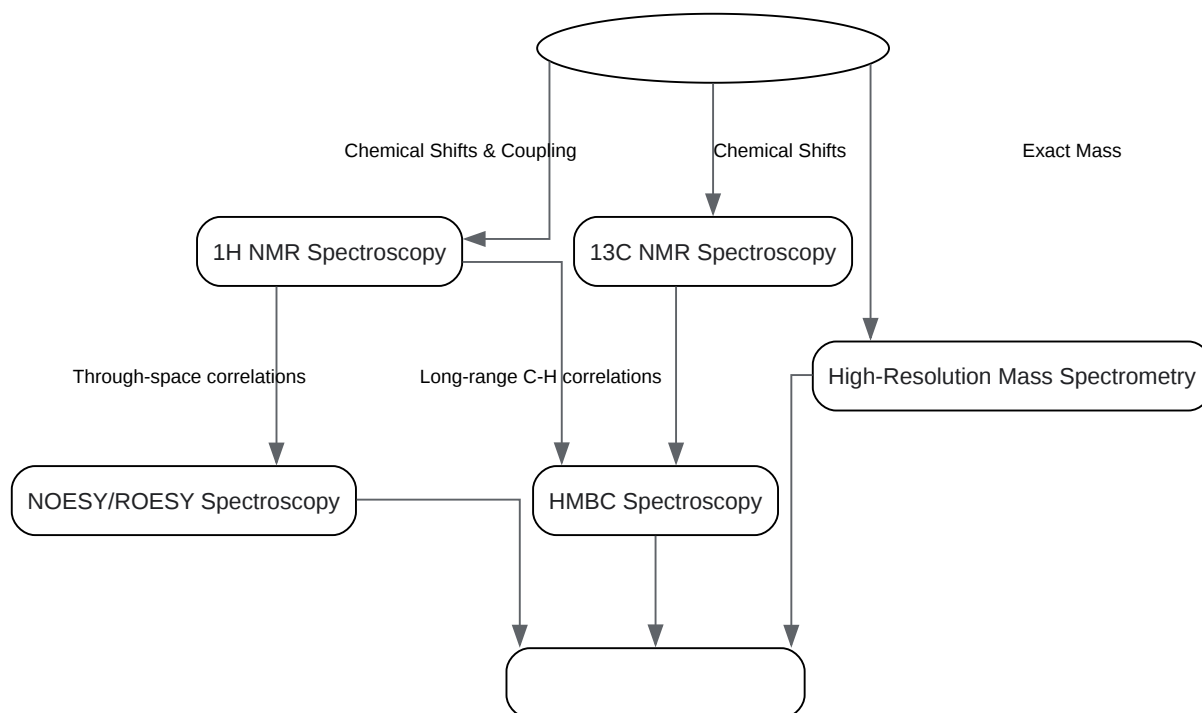 Chemical Shifts & Coupling
Chemical Shifts
Exact Mass
1H NMR Spectroscopy
13C NMR Spectroscopy
High-Resolution Mass Spectrometry
Through-space correlations
Long-range C-H correlations
NOESY/ROESY Spectroscopy
HMBC Spectroscopy